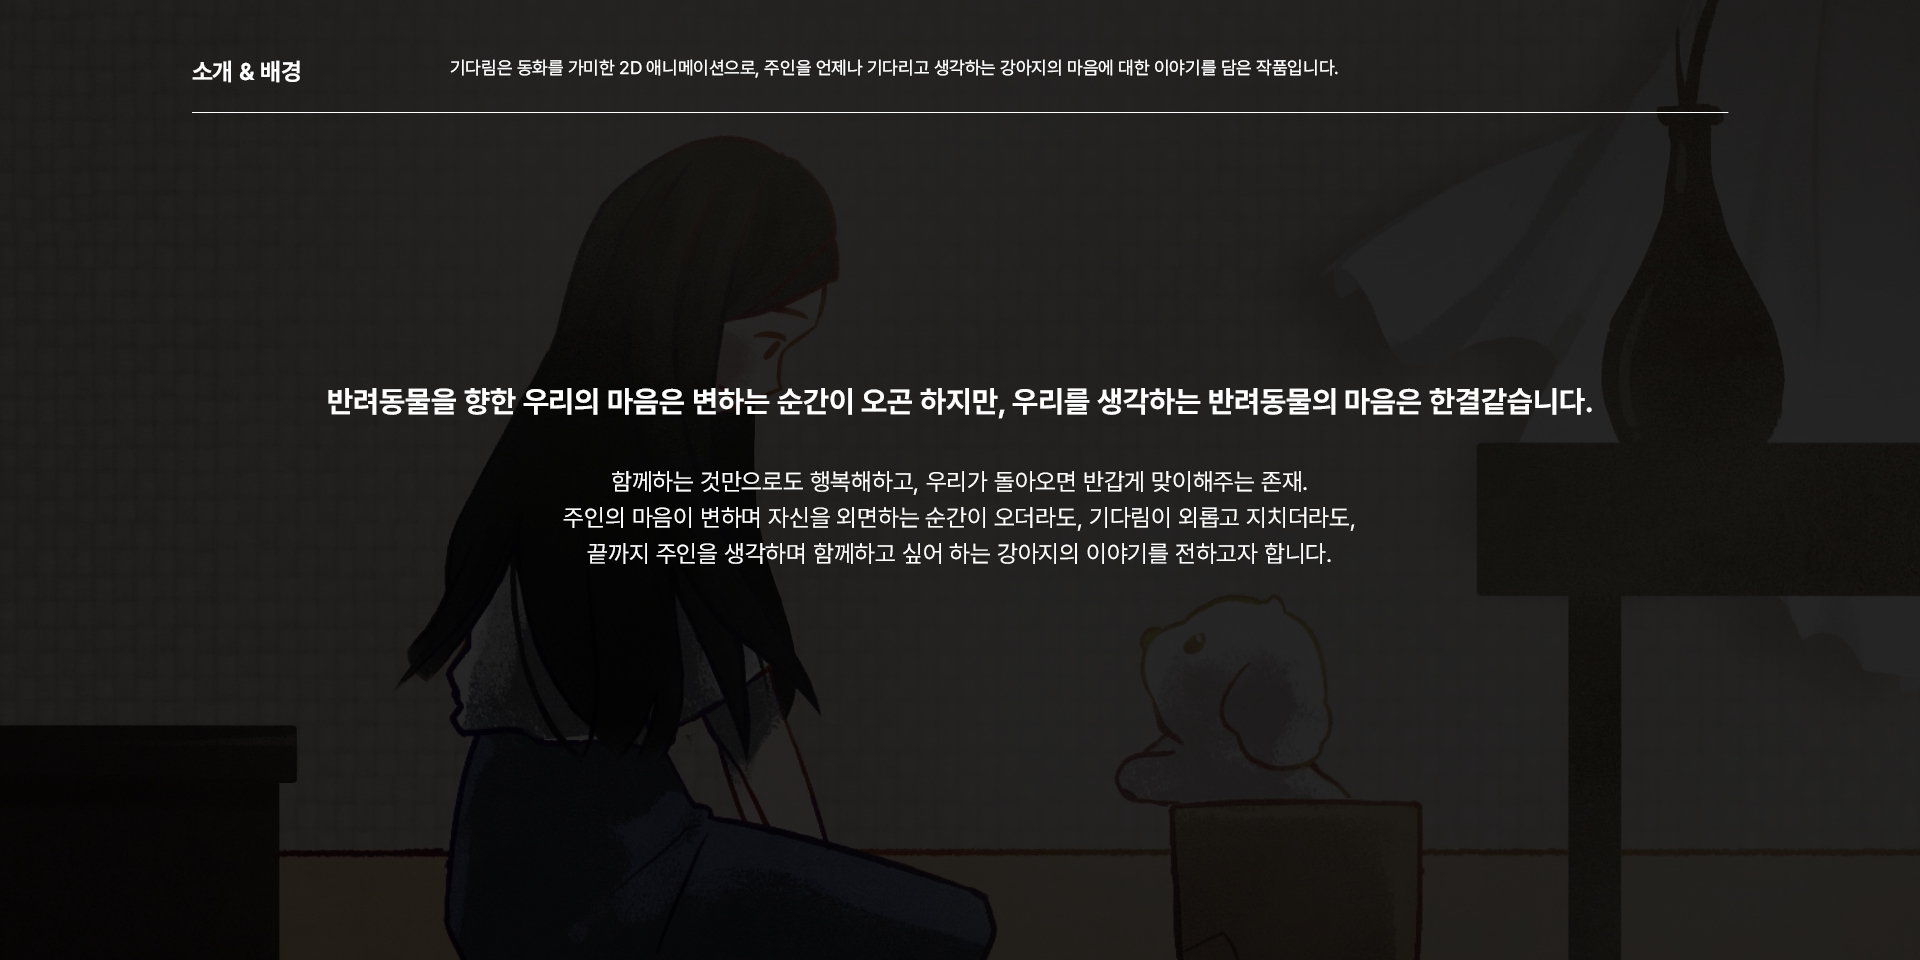 소개 & 배경
기다림은 동화를 가미한 2D 애니메이션으로, 주인을 언제나 기다리고 생각하는 강아지의 마음에 대한 이야기를 담은 작품입니다.
반려동물을 향한 우리의 마음은 변하는 순간이 오곤 하지만, 우리를 생각하는 반려동물의 마음은 한결같습니다.
함께하는 것만으로도 행복해하고, 우리가 돌아오면 반갑게 맞이해주는 존재.
주인의 마음이 변하며 자신을 외면하는 순간이 오더라도, 기다림이 외롭고 지치더라도,
끝까지 주인을 생각하며 함께하고 싶어 하는 강아지의 이야기를 전하고자 합니다.